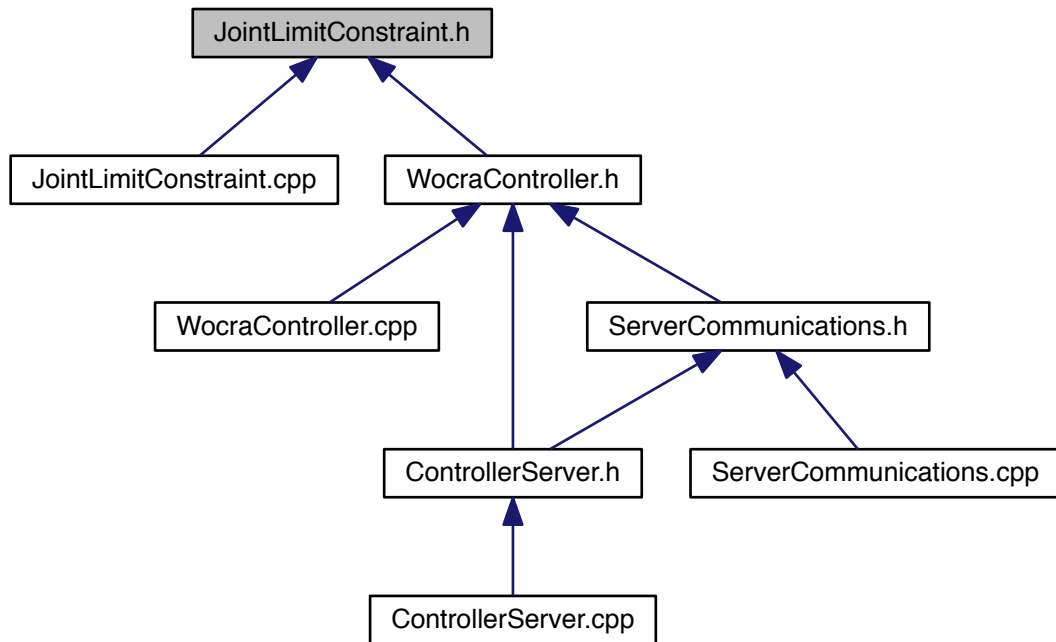 JointLimitConstraint.h
JointLimitConstraint.cpp
WocraController.h
WocraController.cpp
ServerCommunications.h
ControllerServer.h
ServerCommunications.cpp
ControllerServer.cpp